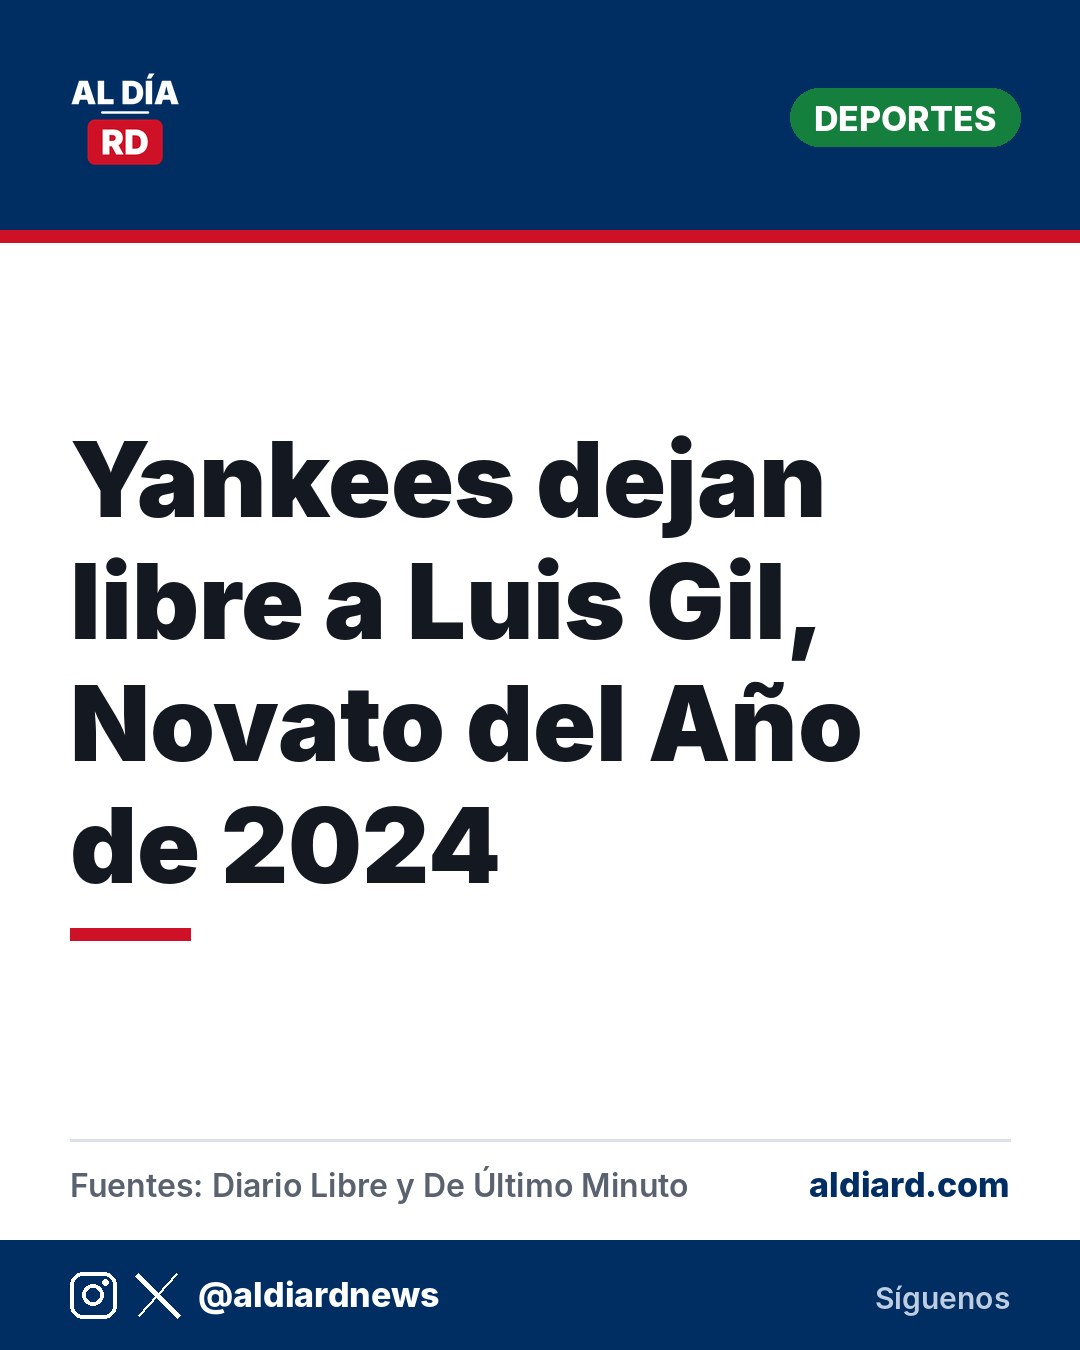 AL DÍA
RD
DEPORTES
Yankees dejan
libre a Luis Gil,
Novato del Año
de 2024
Fuentes: Diario Libre y De Último Minuto
aldiard.com
@aldiardnews
Síguenos